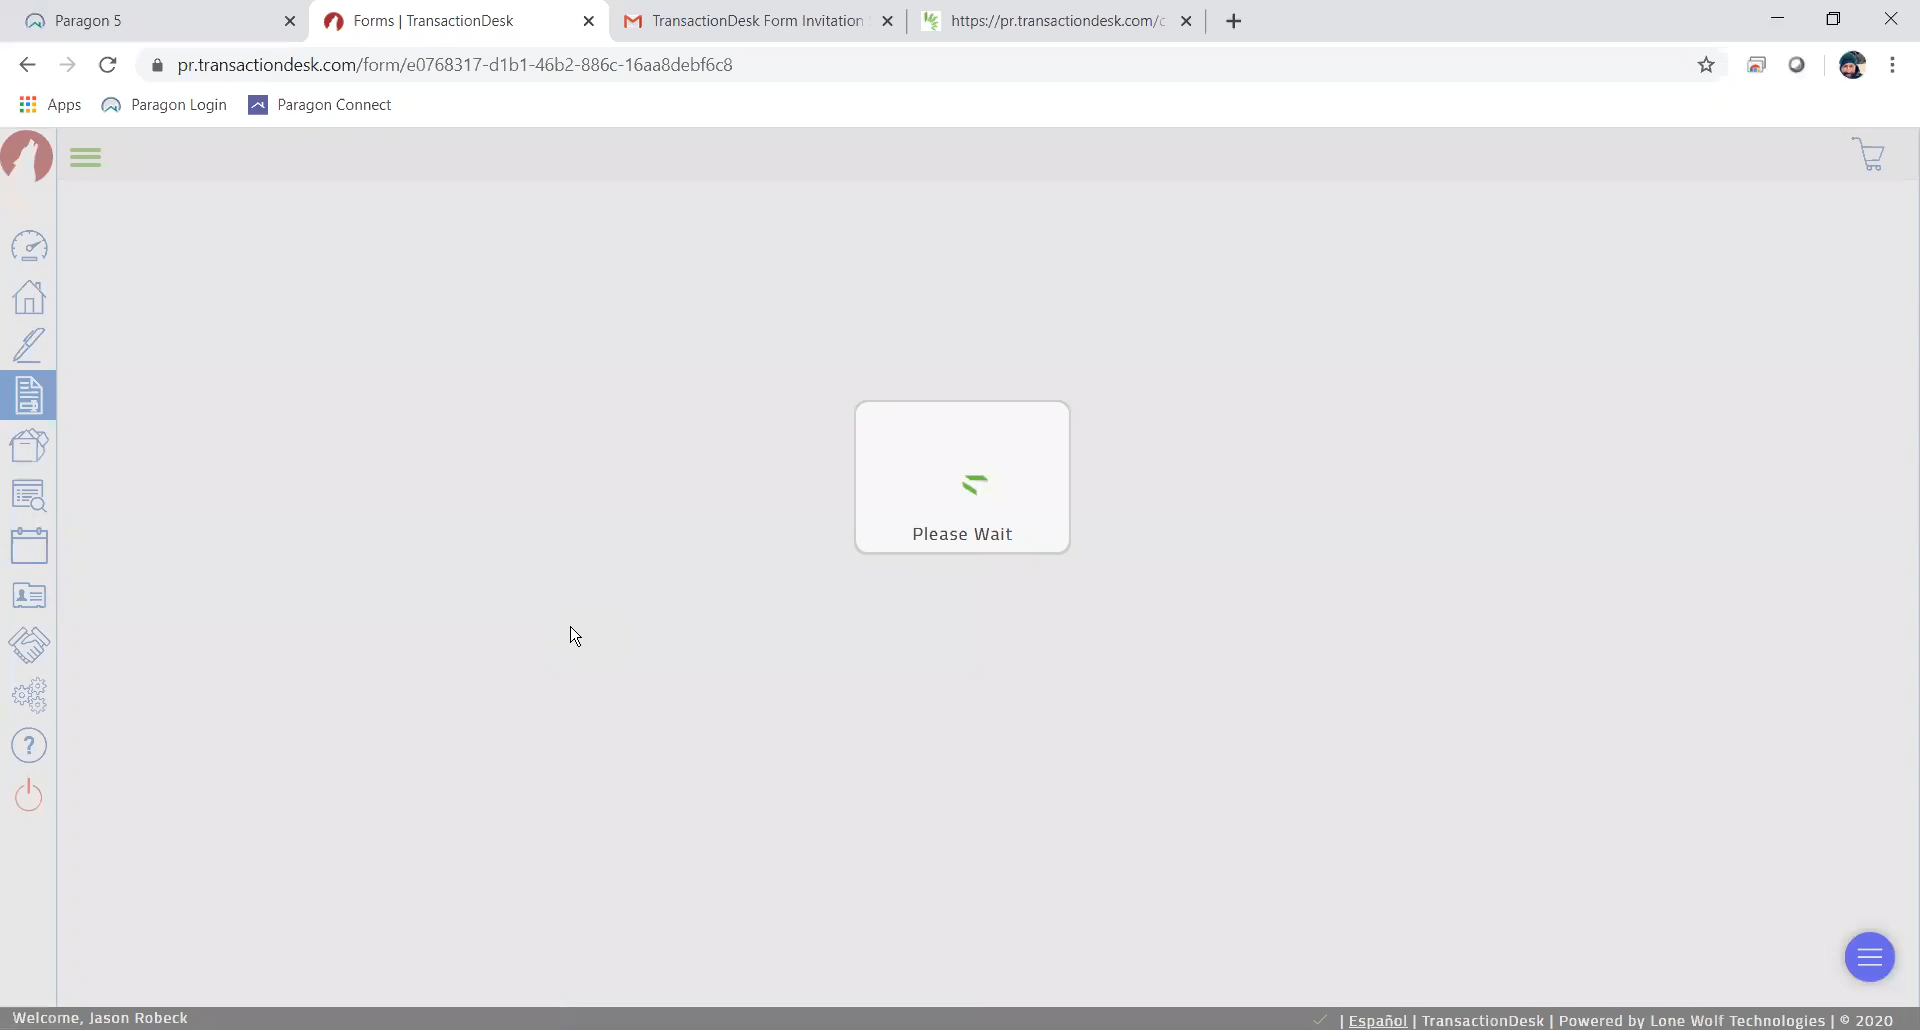 Paragon 5
Forms | TransactionDesk
TransactionDesk Form Invitation
https://pr.transactiondesk.com/c
pr.transactiondesk.com/form/e0768317-d1b1-46b2-886c-16aa8debf6c8
Apps
Paragon Login
Paragon Connect
Please Wait
?
Welcome, Jason Robeck
| Español | TransactionDesk | Powered by Lone Wolf Technologies | © 2020